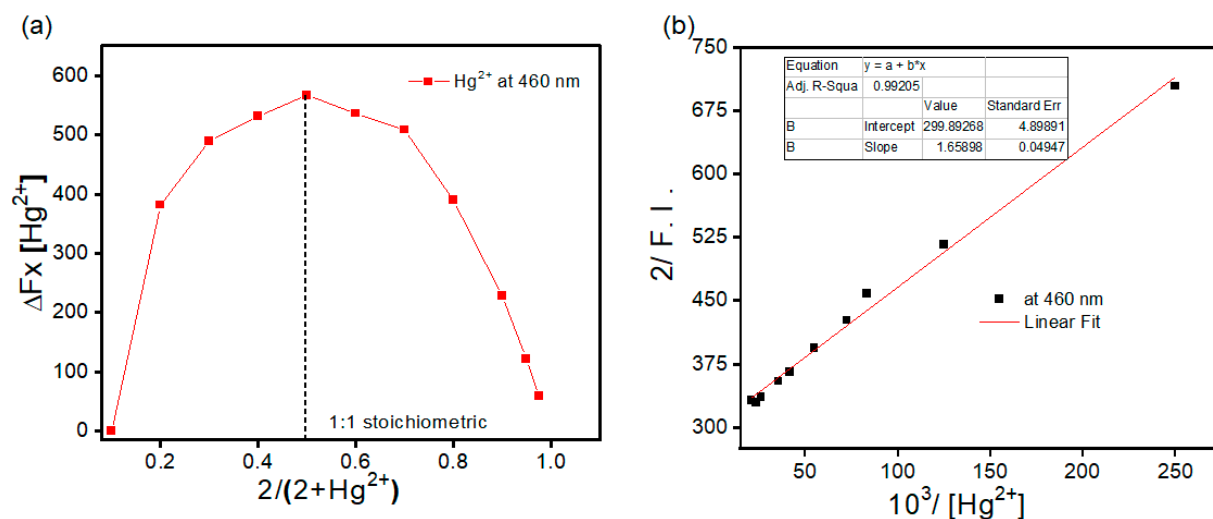 (a)
600
500
400
300
200
100
0
ΔFx [Hg²⁺]
Hg²⁺ at 460 nm
1:1 stoichiometric
0.2 0.4 0.6 0.8 1.0
2/(2+Hg²⁺)
(b)
750
675
600
525
450
375
300
2/ F. I .
Equation y = a + b*x
Adj. R-Squa 0.99205
Value Standard Err
B Intercept 299.89268 4.89891
B Slope 1.65898 0.04947
at 460 nm
Linear Fit
50 100 150 200 250
10³/ [Hg²⁺]